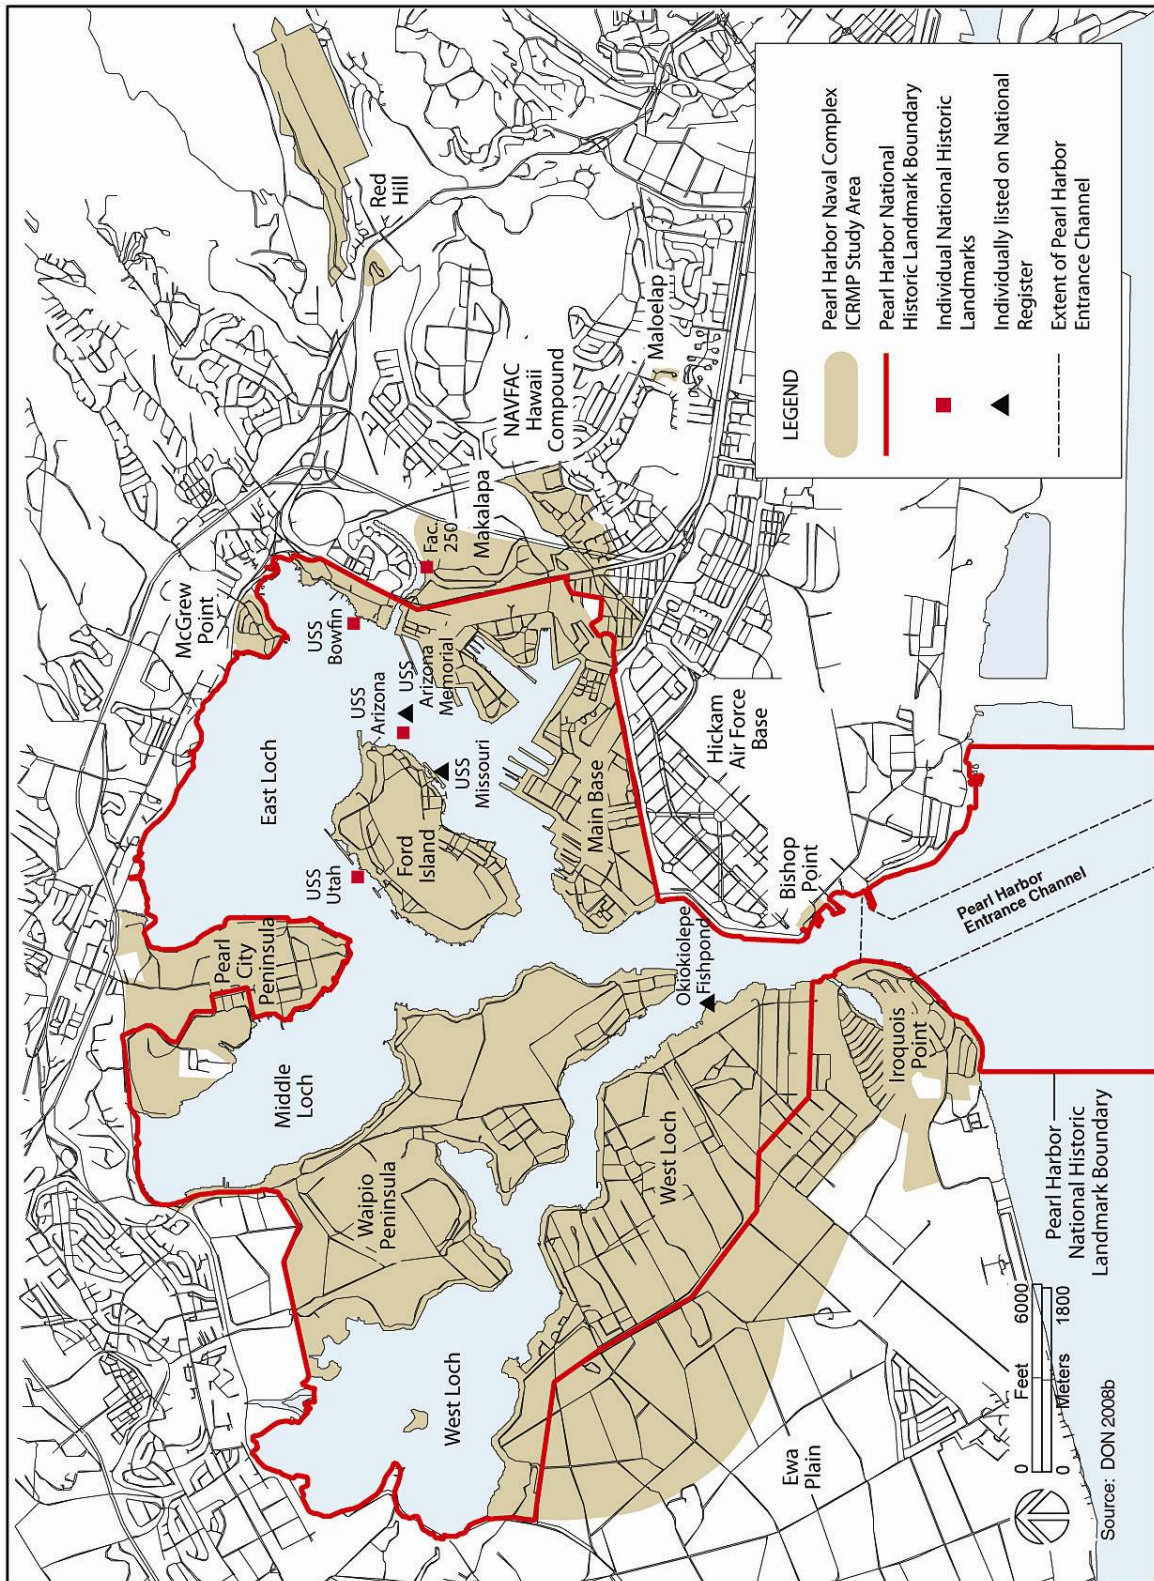 Red
Hill
McGrew
Point
NAVFAC
Hawaii
Compound
Makalapa
Fac.
250
Maloelap
USS
Bowfin
USS
Arizona
USS
Arizona
Memorial
USS
Missouri
East Loch
USS
Utah
Ford
Island
Main Base
Hickam
Air Force
Base
Bishop
Point
Pearl
City
Peninsula
Middle
Loch
Okiokiolepe
Fishpond
Pearl Harbor
Entrance Channel
Iroquois
Point
Waipio
Peninsula
West Loch
West Loch
Ewa
Plain
Pearl Harbor
National Historic
Landmark Boundary
LEGEND
Pearl Harbor Naval Complex
ICRMP Study Area
Pearl Harbor National
Historic Landmark Boundary
Individual National Historic
Landmarks
Individually listed on National
Register
Extent of Pearl Harbor
Entrance Channel
0 Feet 6000
0 Meters 1800
Source: DON 2008b